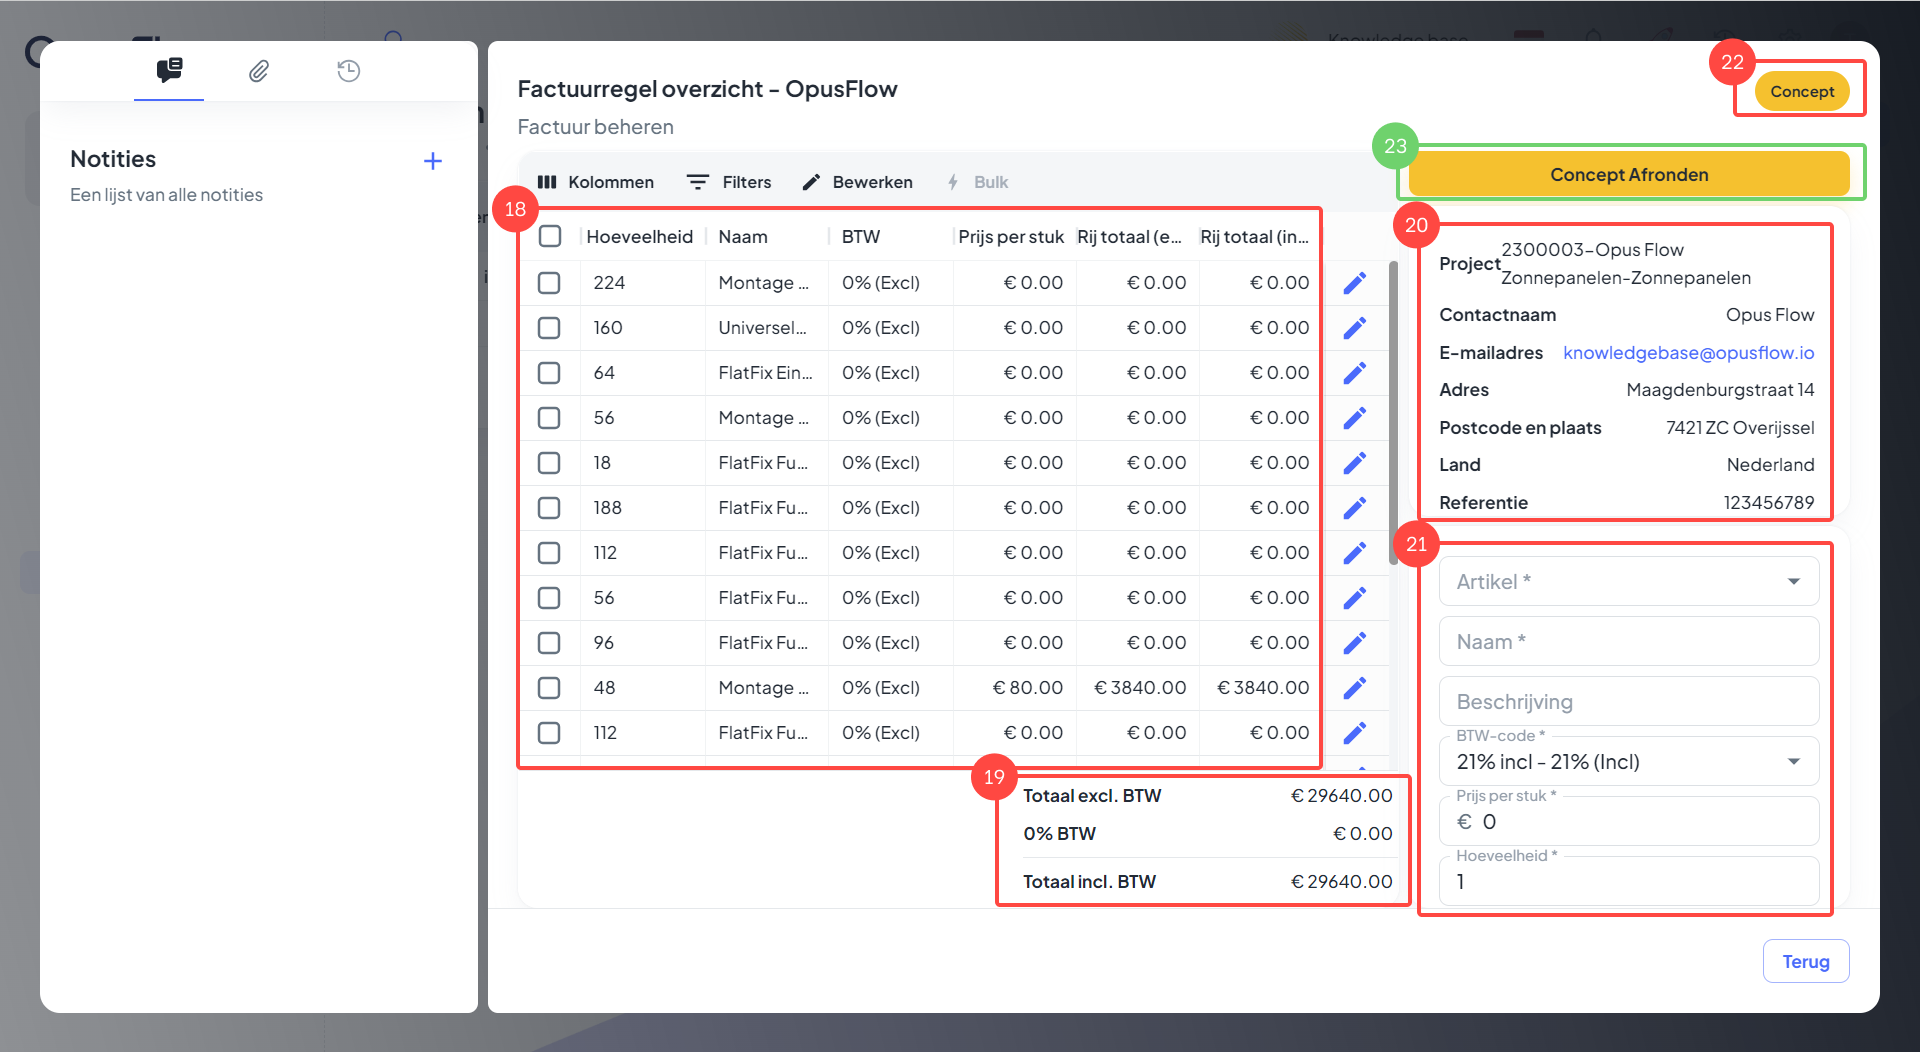 Knowledge base
Notities
Een lijst van alle notities
Factuurregel overzicht - OpusFlow
Factuur beheren
22
Concept
23
Concept Afronden
Kolommen Filters Bewerken Bulk
18
Hoeveelheid Naam BTW Prijs per stuk Rij totaal (e... Rij totaal (in...
224 Montage ... 0% (Excl) € 0.00 € 0.00 € 0.00
160 Universel... 0% (Excl) € 0.00 € 0.00 € 0.00
64 FlatFix Ein... 0% (Excl) € 0.00 € 0.00 € 0.00
56 Montage ... 0% (Excl) € 0.00 € 0.00 € 0.00
18 FlatFix Fu... 0% (Excl) € 0.00 € 0.00 € 0.00
188 FlatFix Fu... 0% (Excl) € 0.00 € 0.00 € 0.00
112 FlatFix Fu... 0% (Excl) € 0.00 € 0.00 € 0.00
56 FlatFix Fu... 0% (Excl) € 0.00 € 0.00 € 0.00
96 FlatFix Fu... 0% (Excl) € 0.00 € 0.00 € 0.00
48 Montage ... 0% (Excl) € 80.00 € 3840.00 € 3840.00
112 FlatFix Fu... 0% (Excl) € 0.00 € 0.00 € 0.00
19
Totaal excl. BTW € 29640.00
0% BTW € 0.00
Totaal incl. BTW € 29640.00
20
Project 2300003-Opus Flow
Zonnepanelen-Zonnepanelen
Contactnaam Opus Flow
E-mailadres knowledgebase@opusflow.io
Adres Maagdenburgstraat 14
Postcode en plaats 7421 ZC Overijssel
Land Nederland
Referentie 123456789
21
Artikel *
Naam *
Beschrijving
BTW-code *
21% incl - 21% (Incl)
Prijs per stuk *
€ 0
Hoeveelheid *
1
Terug